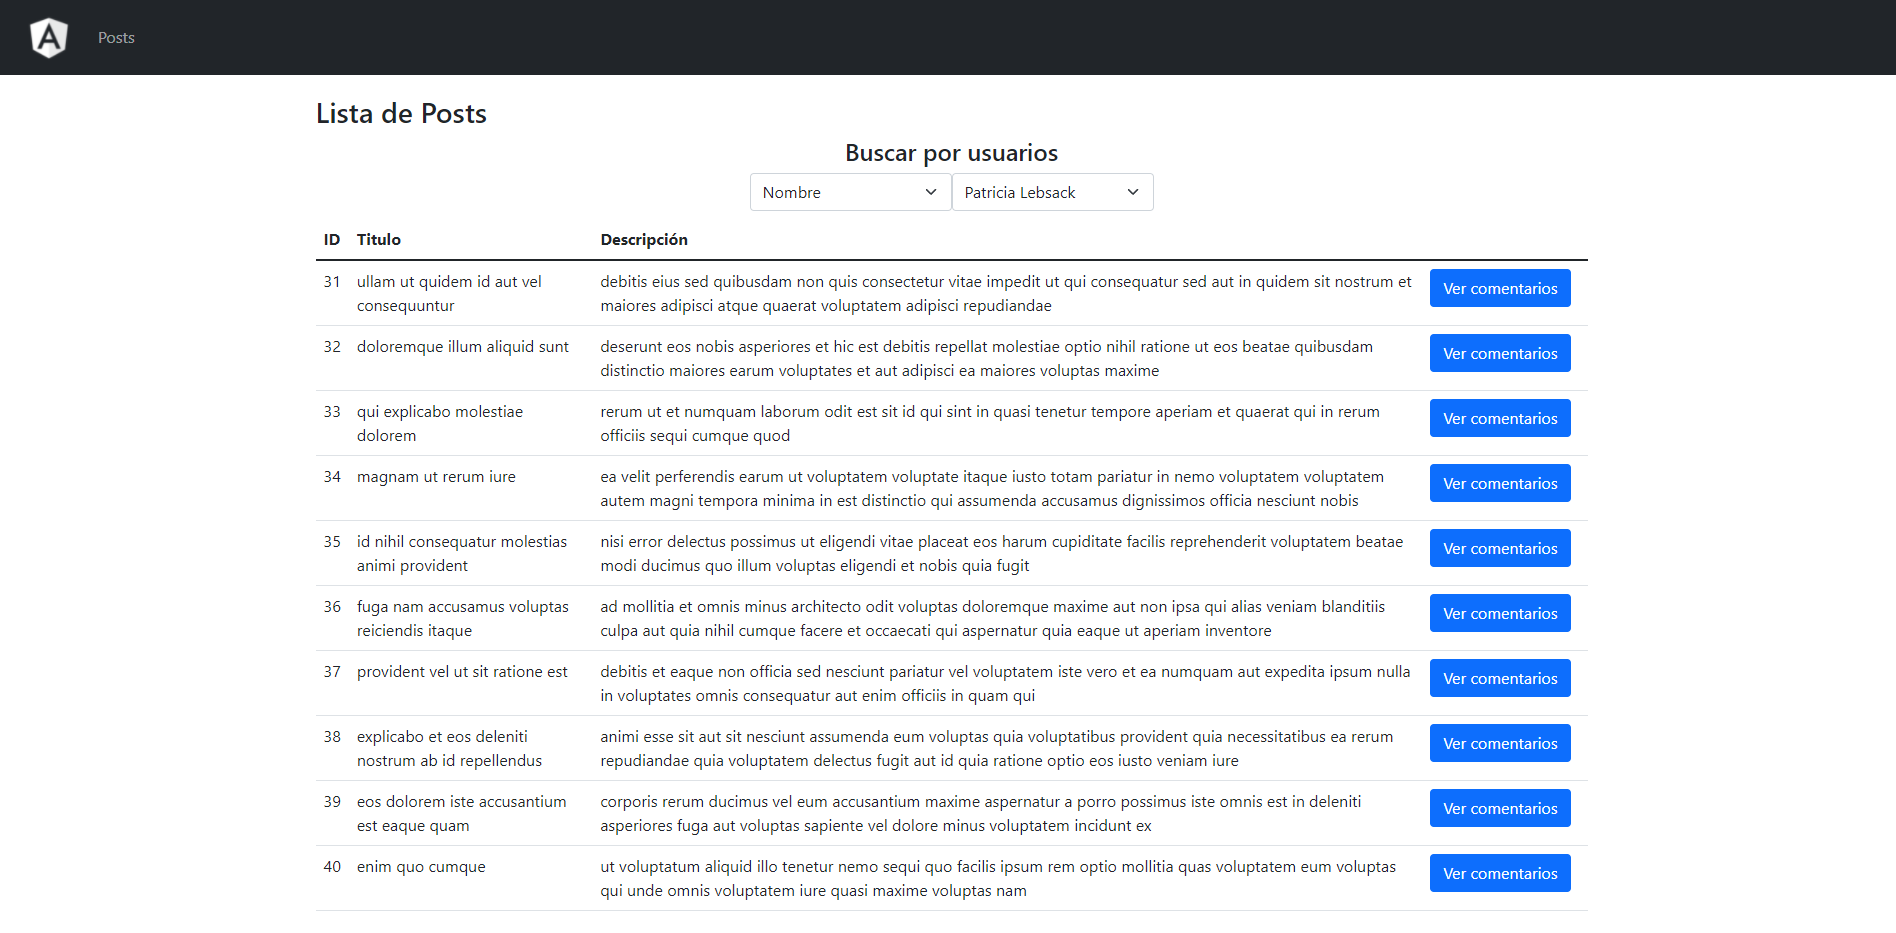 A
Posts
Lista de Posts
Buscar por usuarios
Nombre Patricia Lebsack
ID Titulo Descripción
31 ullam ut quidem id aut vel debitis eius sed quibusdam non quis consectetur vitae impedit ut qui consequatur sed aut in quidem sit nostrum et Ver comentarios
consequuntur maiores adipisci atque quaerat voluptatem adipisci repudiandae
32 doloremque illum aliquid sunt deserunt eos nobis asperiores et hic est debitis repellat molestiae optio nihil ratione ut eos beatae quibusdam Ver comentarios
distinctio maiores earum voluptates et aut adipisci ea maiores voluptas maxime
33 qui explicabo molestiae rerum ut et numquam laborum odit est sit id qui sint in quasi tenetur tempore aperiam et quaerat qui in rerum Ver comentarios
dolorem officiis sequi cumque quod
34 magnam ut rerum iure ea velit perferendis earum ut voluptatem voluptate itaque iusto totam pariatur in nemo voluptatem voluptatem Ver comentarios
autem magni tempora minima in est distinctio qui assumenda accusamus dignissimos officia nesciunt nobis
35 id nihil consequatur molestias nisi error delectus possimus ut eligendi vitae placeat eos harum cupiditate facilis reprehenderit voluptatem beatae Ver comentarios
animi provident modi ducimus quo illum voluptas eligendi et nobis quia fugit
36 fuga nam accusamus voluptas ad mollitia et omnis minus architecto odit voluptas doloremque maxime aut non ipsa qui alias veniam blanditiis Ver comentarios
reiciendis itaque culpa aut quia nihil cumque facere et occaecati qui aspernatur quia eaque ut aperiam inventore
37 provident vel ut sit ratione est debitis et eaque non officia sed nesciunt pariatur vel voluptatem iste vero et ea numquam aut expedita ipsum nulla Ver comentarios
in voluptates omnis consequatur aut enim officiis in quam qui
38 explicabo et eos deleniti animi esse sit aut sit nesciunt assumenda eum voluptas quia voluptatibus provident quia necessitatibus ea rerum Ver comentarios
nostrum ab id repellendus repudiandae quia voluptatem delectus fugit aut id quia ratione optio eos iusto veniam iure
39 eos dolorem iste accusantium corporis rerum ducimus vel eum accusantium maxime aspernatur a porro possimus iste omnis est in deleniti Ver comentarios
est eaque quam asperiores fuga aut voluptas sapiente vel dolore minus voluptatem incidunt ex
40 enim quo cumque ut voluptatum aliquid illo tenetur nemo sequi quo facilis ipsum rem optio mollitia quas voluptatem eum voluptas Ver comentarios
qui unde omnis voluptatem iure quasi maxime voluptas nam